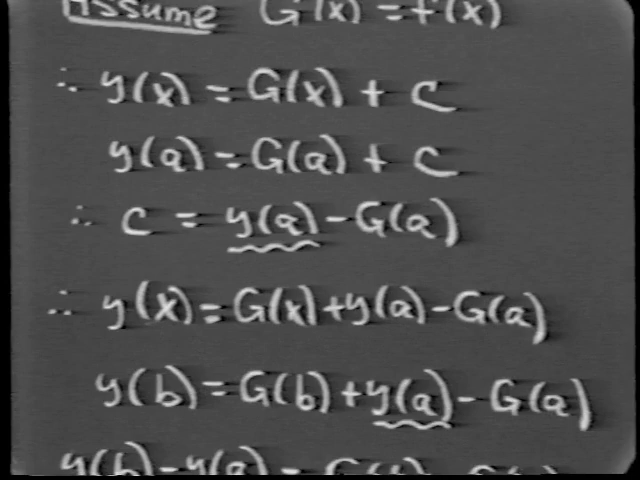 Assume G'(x) = f(x)
∴ y(x) = G(x) + C
y(a) = G(a) + C
∴ C = y(a) - G(a)
∴ y(x) = G(x) + y(a) - G(a)
y(b) = G(b) + y(a) - G(a)
y(b) - y(a) = G(b) - G(a)